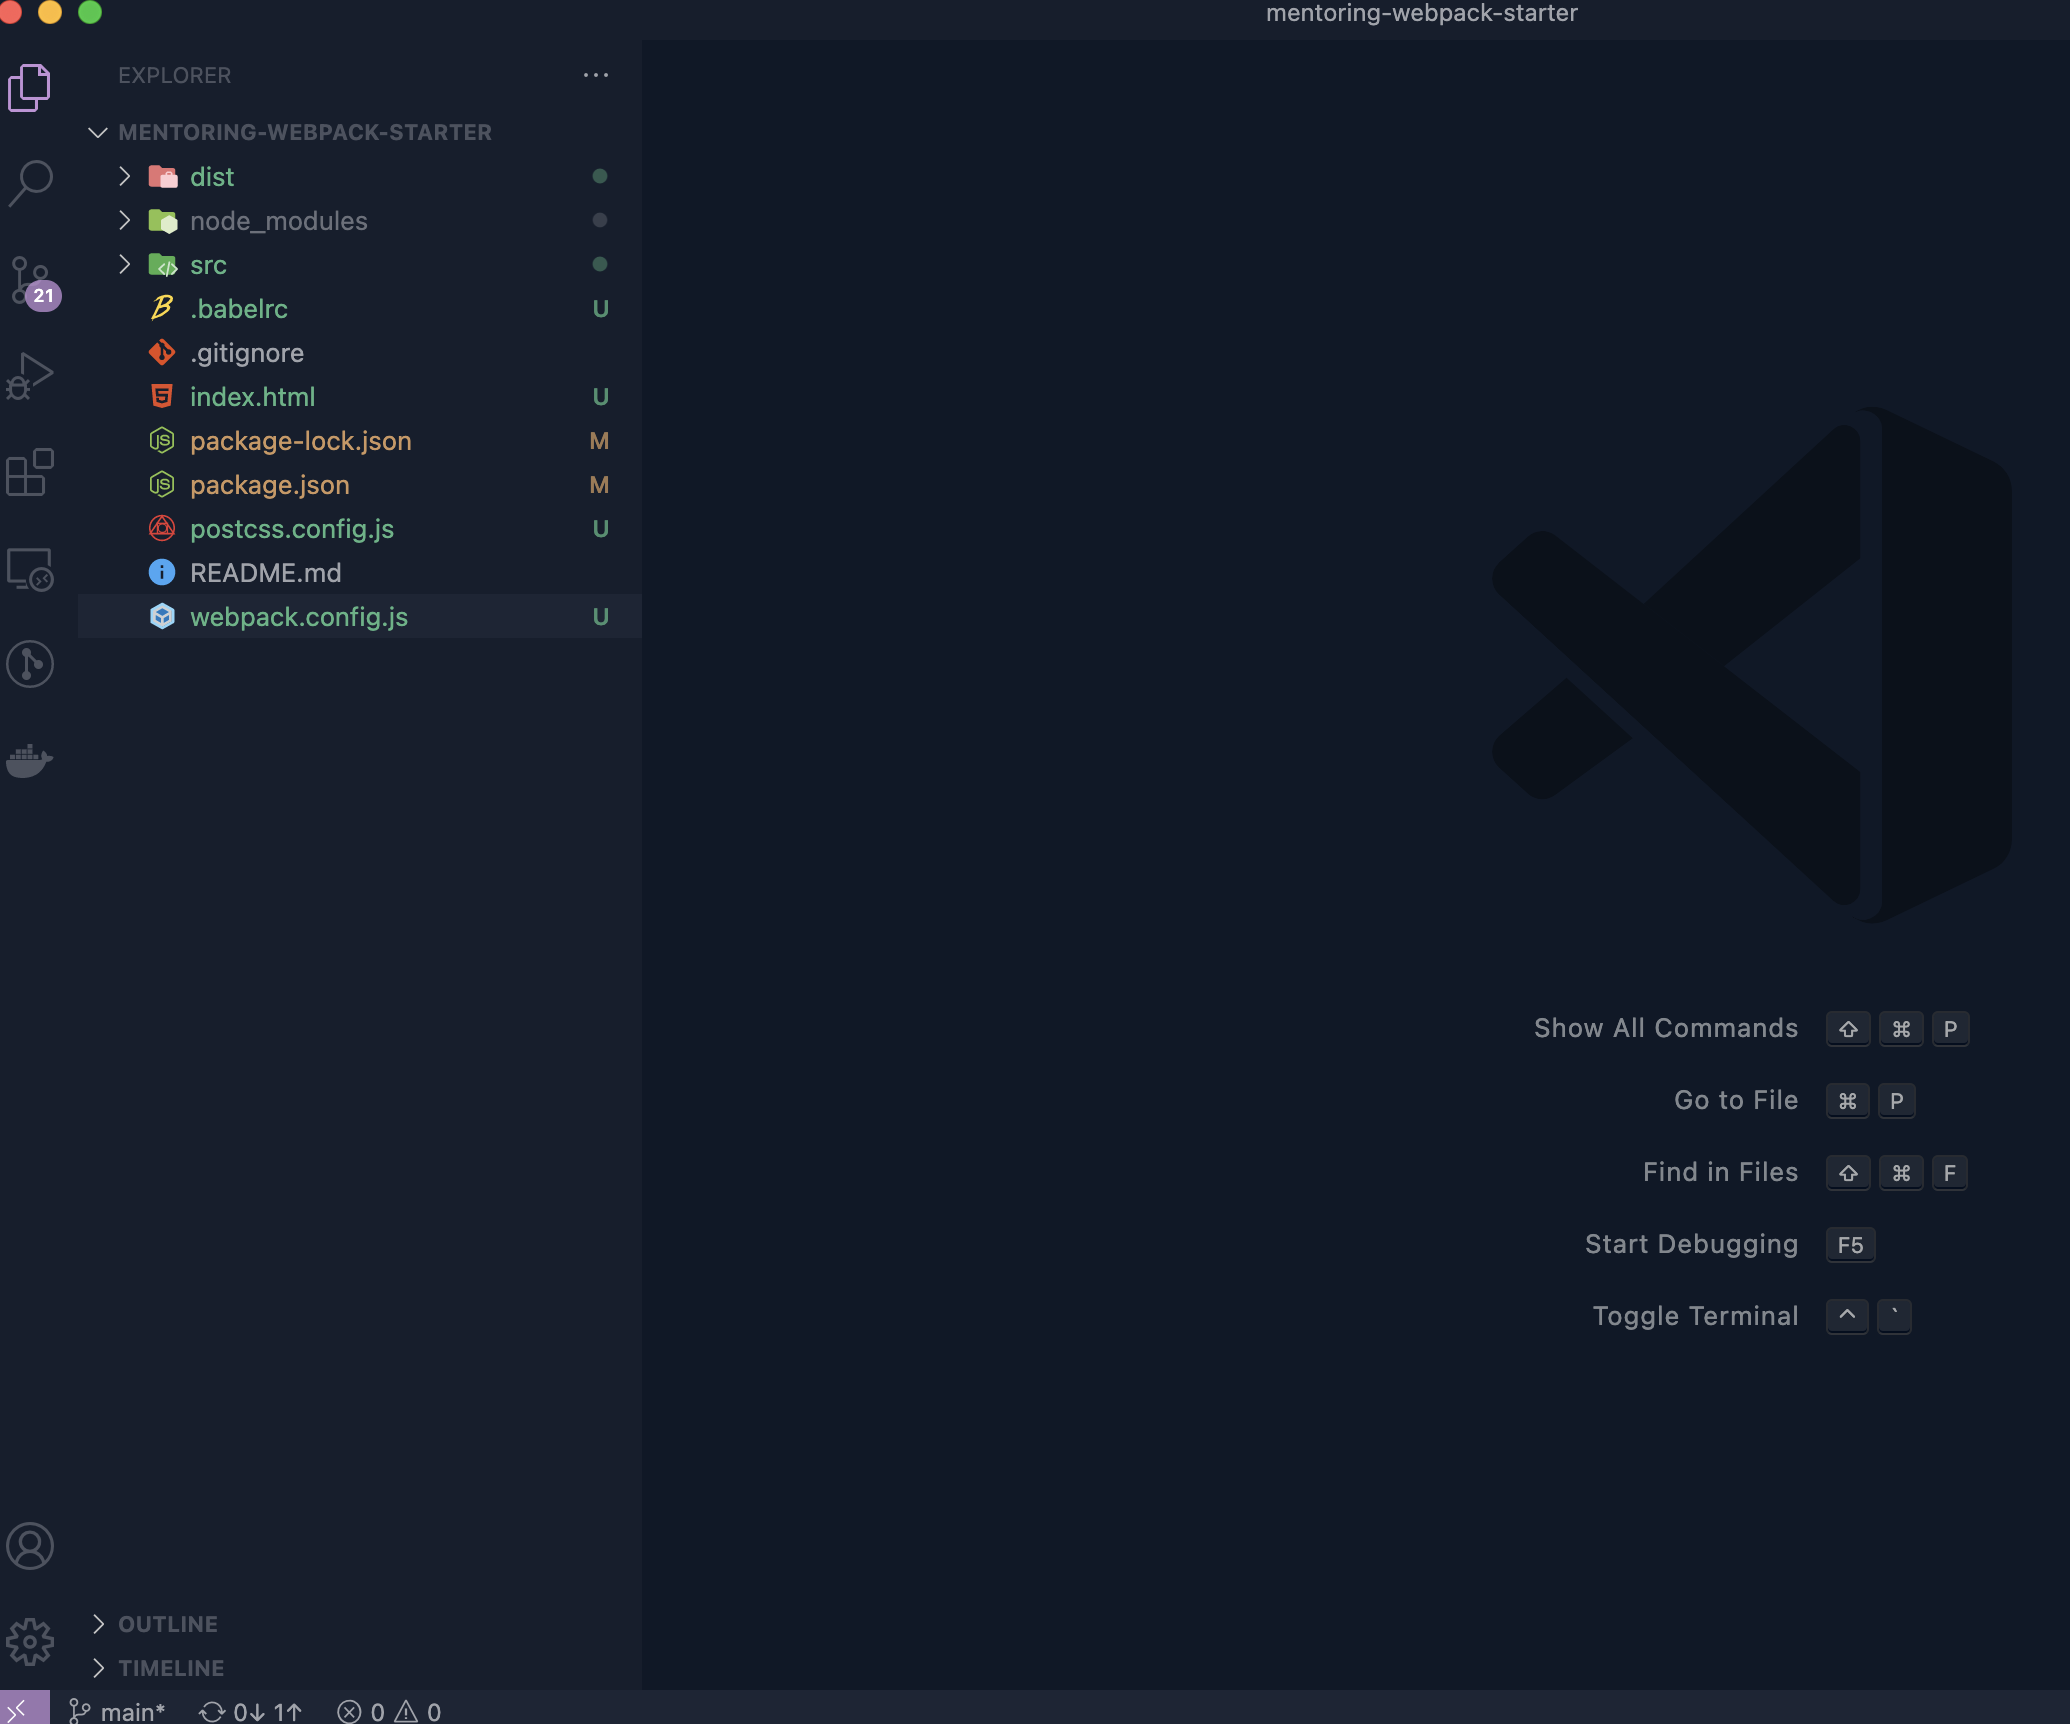 mentoring-webpack-starter
EXPLORER
MENTORING-WEBPACK-STARTER
dist
node_modules
src
.babelrc U
.gitignore
index.html U
package-lock.json M
package.json M
postcss.config.js U
README.md
webpack.config.js U
21
Show All Commands ⇧ ⌘ P
Go to File ⌘ P
Find in Files ⇧ ⌘ F
Start Debugging F5
Toggle Terminal ^ `
OUTLINE
TIMELINE
main* 0↓ 1↑ 0 0